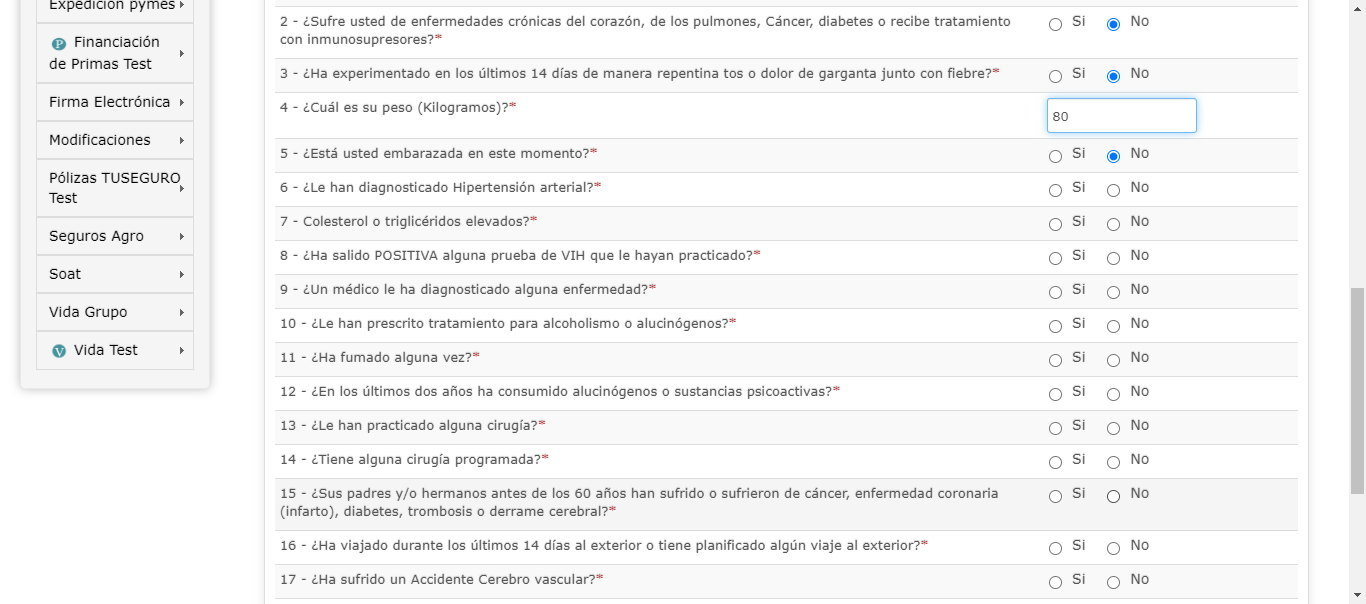 Expedición pymes
Financiación
de Primas Test
Firma Electrónica
Modificaciones
Pólizas TUSEGURO
Test
Seguros Agro
Soat
Vida Grupo
V Vida Test
2 - ¿Sufre usted de enfermedades crónicas del corazón, de los pulmones, Cáncer, diabetes o recibe tratamiento
con inmunosupresores?* Si No
3 - ¿Ha experimentado en los últimos 14 días de manera repentina tos o dolor de garganta junto con fiebre?* Si No
4 - ¿Cuál es su peso (Kilogramos)?* 80
5 - ¿Está usted embarazada en este momento?* Si No
6 - ¿Le han diagnosticado Hipertensión arterial?* Si No
7 - Colesterol o triglicéridos elevados?* Si No
8 - ¿Ha salido POSITIVA alguna prueba de VIH que le hayan practicado?* Si No
9 - ¿Un médico le ha diagnosticado alguna enfermedad?* Si No
10 - ¿Le han prescrito tratamiento para alcoholismo o alucinógenos?* Si No
11 - ¿Ha fumado alguna vez?* Si No
12 - ¿En los últimos dos años ha consumido alucinógenos o sustancias psicoactivas?* Si No
13 - ¿Le han practicado alguna cirugía?* Si No
14 - ¿Tiene alguna cirugía programada?* Si No
15 - ¿Sus padres y/o hermanos antes de los 60 años han sufrido o sufrieron de cáncer, enfermedad coronaria
(infarto), diabetes, trombosis o derrame cerebral?* Si No
16 - ¿Ha viajado durante los últimos 14 días al exterior o tiene planificado algún viaje al exterior?* Si No
17 - ¿Ha sufrido un Accidente Cerebro vascular?* Si No